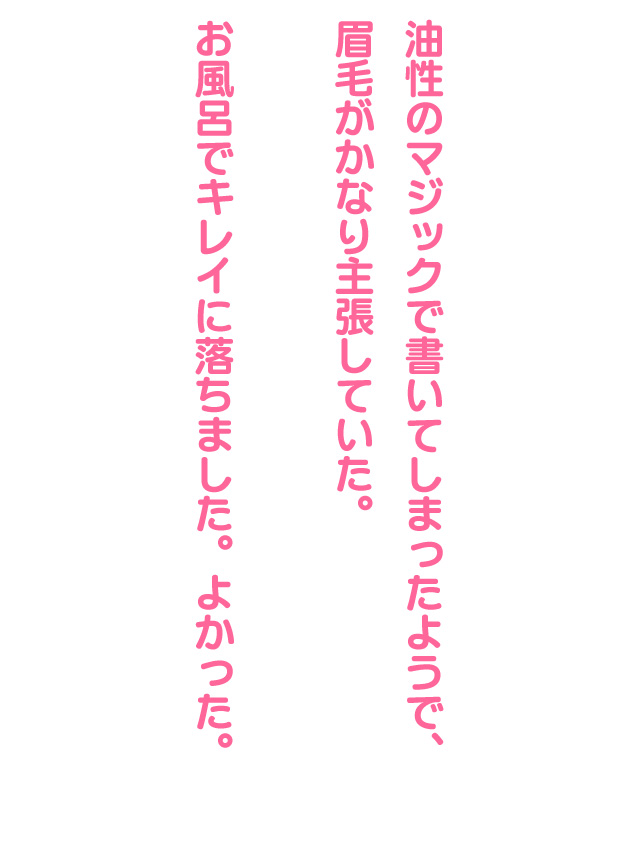 油性のマジックで書いてしまったようで、
眉毛がかなり主張していた。
お風呂でキレイに落ちました。よかった。